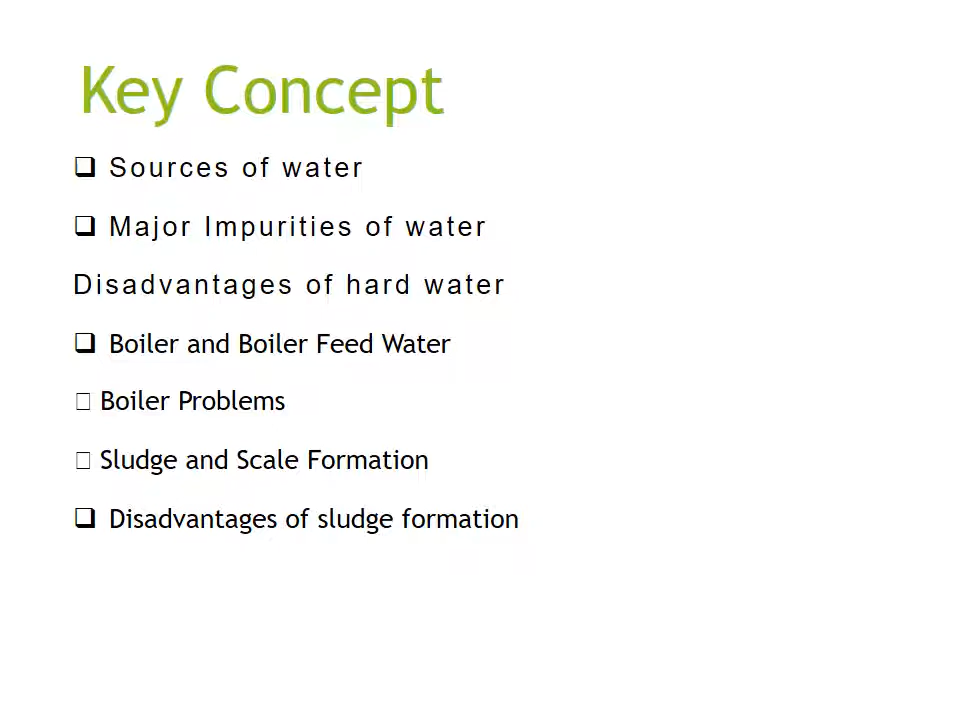 Key Concept
❑ Sources of water
❑ Major Impurities of water
Disadvantages of hard water
❑ Boiler and Boiler Feed Water
□ Boiler Problems
□ Sludge and Scale Formation
❑ Disadvantages of sludge formation